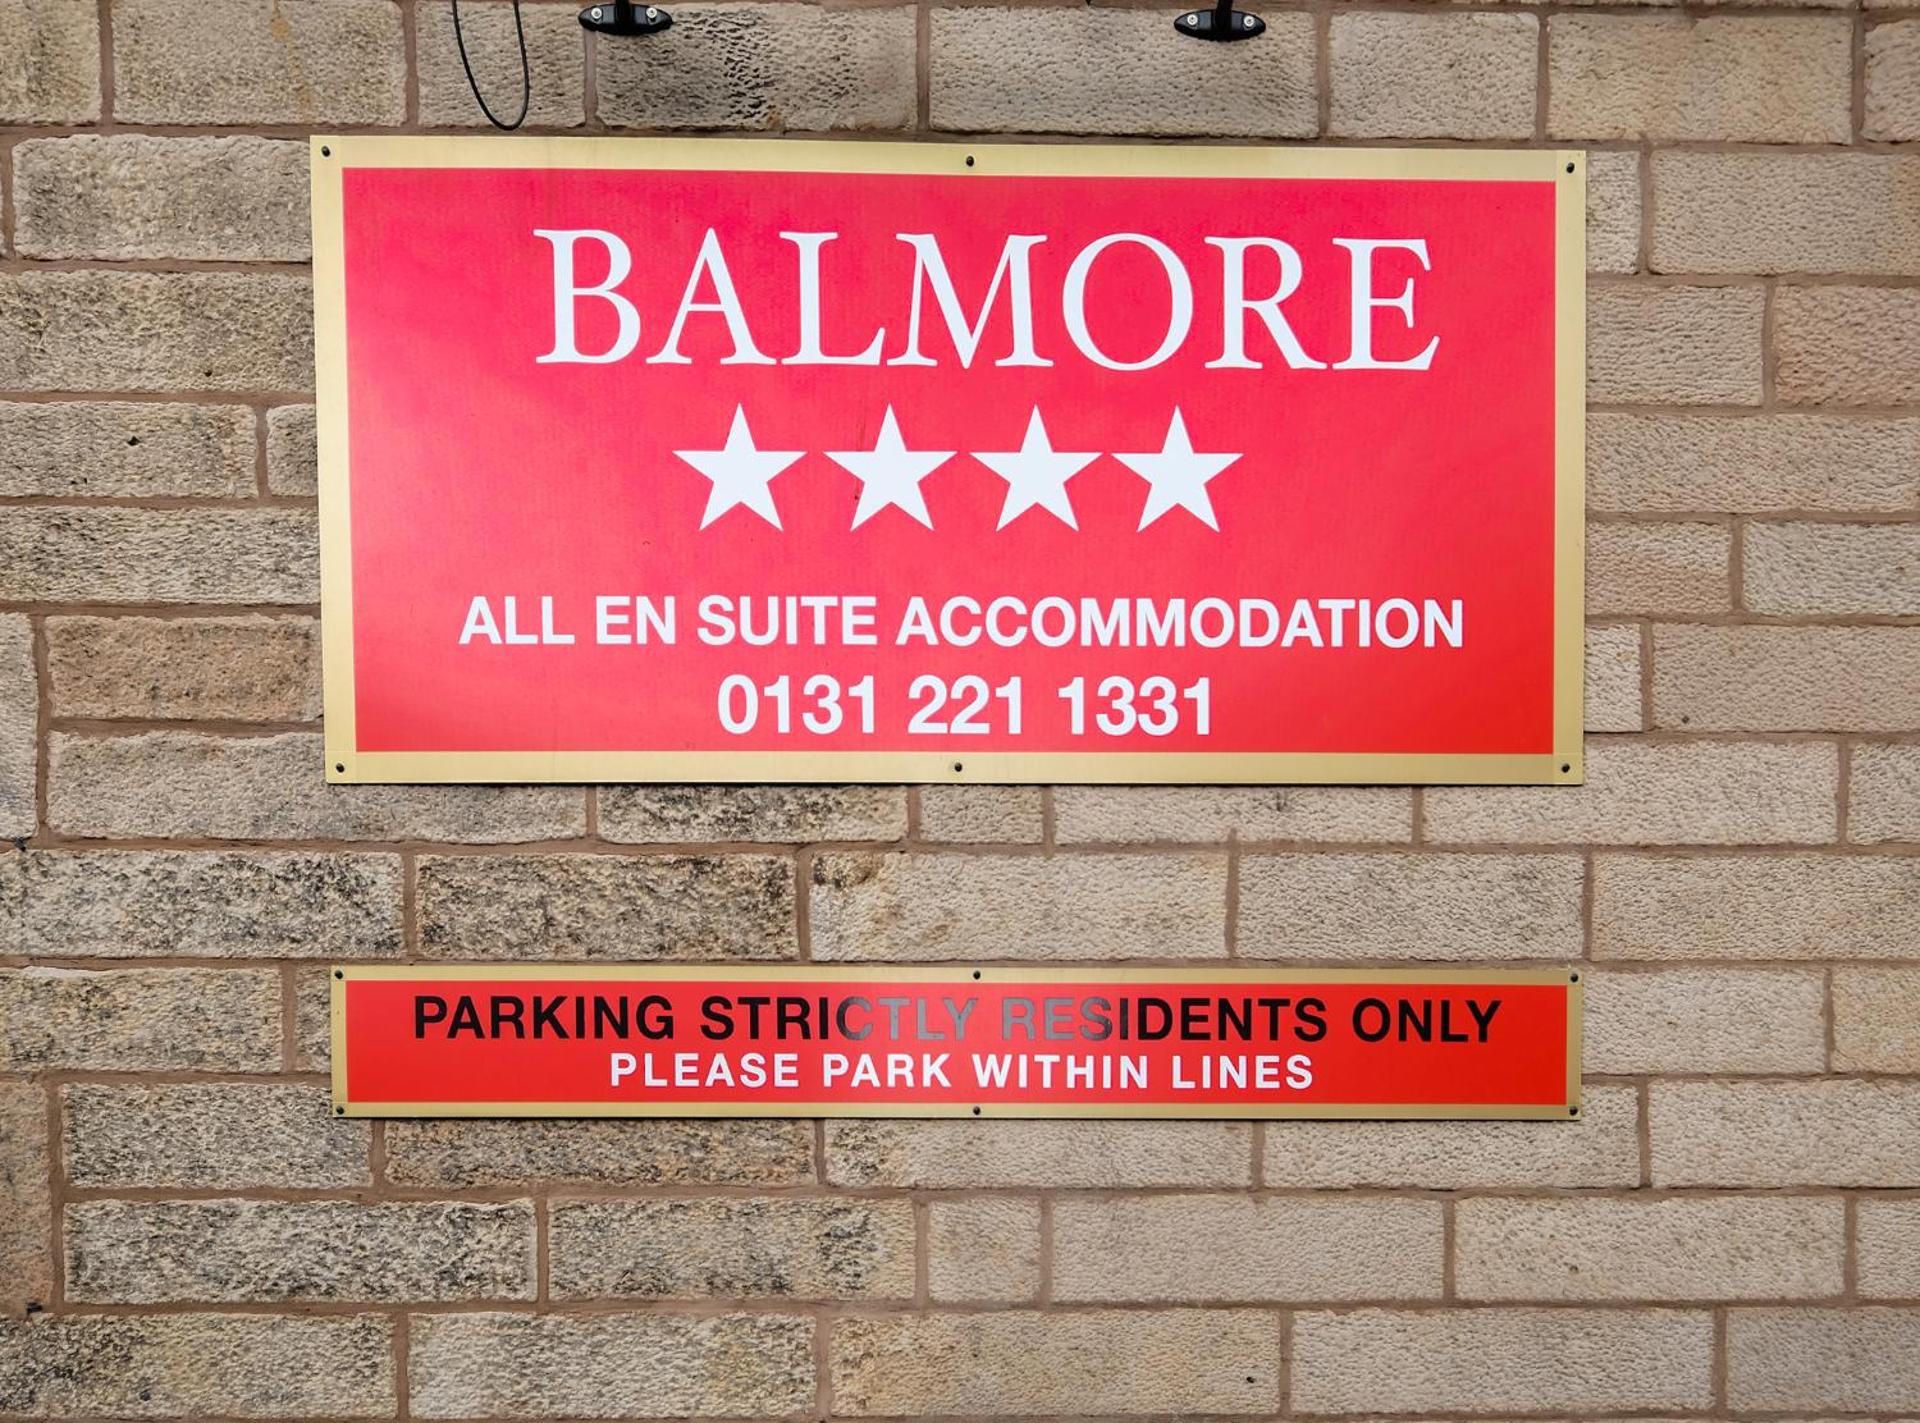 BALMORE
ALL EN SUITE ACCOMMODATION
0131 221 1331
PARKING STRICTLY RESIDENTS ONLY
PLEASE PARK WITHIN LINES